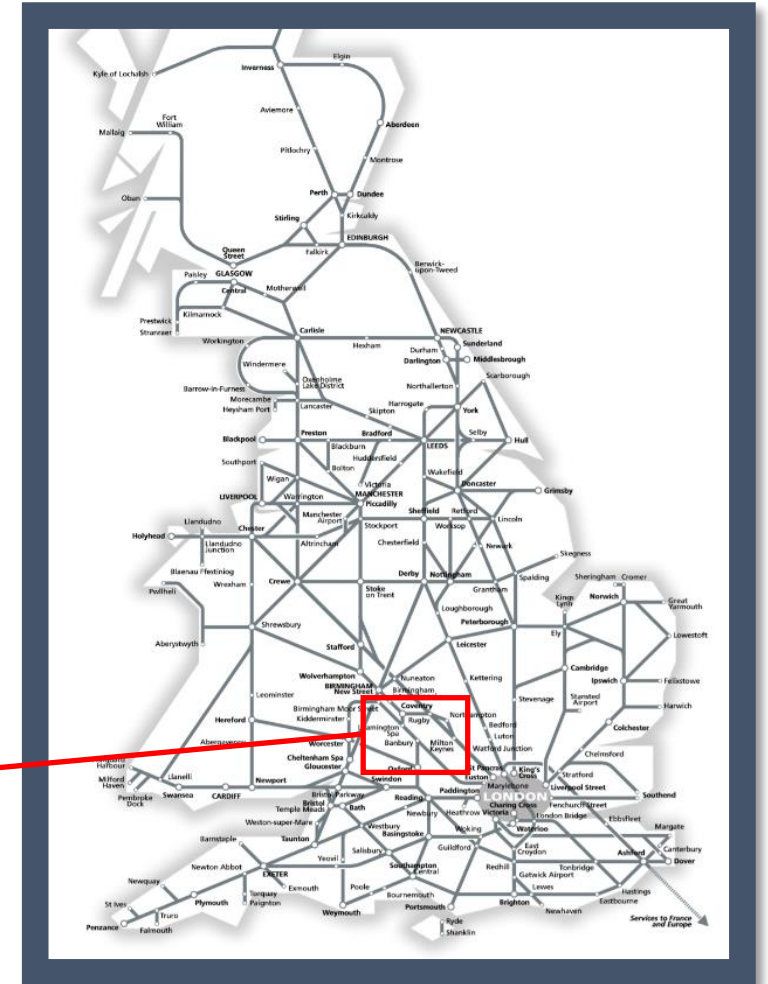 Elgin
Kyle of Lochalsh
Inverness
Aviemore
Fort
William
Mallaig
Aberdeen
Pitlochry
Montrose
Perth
Dundee
Oban
Stirling
Kirkcaldy
EDINBURGH
Queen
Street
Falkirk
GLASGOW
Central
Paisley
Motherwell
Berwick-
upon-Tweed
Prestwick
Kilmarnock
Stranraer
Carlisle
NEWCASTLE
Workington
Hexham
Durham
Sunderland
Darlington
Middlesbrough
Windermere
Scarborough
Oxenholme
Lake District
Northallerton
Barrow-in-Furness
Morecambe
Heysham Port
Lancaster
Harrogate
York
Skipton
Blackpool
Preston
Bradford
Selby
Hull
Blackburn
LEEDS
Huddersfield
Southport
Bolton
Wakefield
Wigan
Victoria
Doncaster
MANCHESTER
Piccadilly
Grimsby
LIVERPOOL
Warrington
Manchester
Airport
Sheffield
Retford
Lincoln
Llandudno
Chester
Stockport
Worksop
Holyhead
Llandudno
Junction
Altrincham
Chesterfield
Newark
Skegness
Blaenau Ffestiniog
Wrexham
Crewe
Derby
Nottingham
Spalding
Sheringham
Cromer
Pwllheli
Stoke
on Trent
Grantham
Kings
Lynn
Norwich
Great
Yarmouth
Loughborough
Shrewsbury
Peterborough
Ely
Lowestoft
Aberystwyth
Stafford
Leicester
Cambridge
Wolverhampton
Nuneaton
Kettering
Ipswich
Felixstowe
BIRMINGHAM
New Street
Birmingham
Leominster
Stevenage
Stansted
Airport
Harwich
Birmingham Moor Street
Coventry
Kidderminster
Rugby
Northampton
Hereford
Leamington
Spa
Bedford
Colchester
Abergavenny
Worcester
Banbury
Milton
Keynes
Luton
Watford Junction
Chelmsford
Cheltenham Spa
Gloucester
Oxford
St Pancras
King's
Cross
Harbour
Milford
Haven
Llanelli
Newport
Swindon
Euston
Stratford
Pembroke
Dock
Swansea
CARDIFF
Bristol Parkway
Reading
Paddington
Marylebone
Liverpool Street
LONDON
Southend
Bristol
Temple Meads
Bath
Newbury
Heathrow
Victoria
Charing Cross
Fenchurch Street
Weston-super-Mare
London Bridge
Ebbsfleet
Westbury
Basingstoke
Woking
Waterloo
Margate
Barnstaple
Taunton
Salisbury
Guildford
East
Croydon
Canterbury
Yeovil
Ashford
Dover
Newton Abbot
EXETER
Southampton
Central
Redhill
Tonbridge
Gatwick Airport
Newquay
Exmouth
Poole
Lewes
Hastings
St Ives
Torquay
Paignton
Bournemouth
Eastbourne
Plymouth
Weymouth
Portsmouth
Brighton
Newhaven
Truro
Penzance
Falmouth
Ryde
Shanklin
Services to France
and Europe